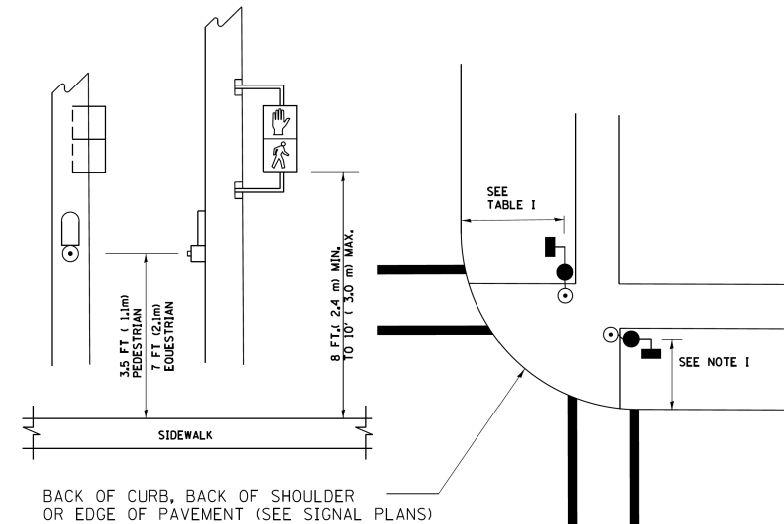 3.5 FT ( 1.1m)
PEDESTRIAN
7 FT (2.1m)
EQUESTRIAN
8 FT.( 2.4 m) MIN.
TO 10' ( 3.0 m) MAX.
SIDEWALK
SEE
TABLE I
SEE NOTE I
BACK OF CURB, BACK OF SHOULDER
OR EDGE OF PAVEMENT (SEE SIGNAL PLANS)